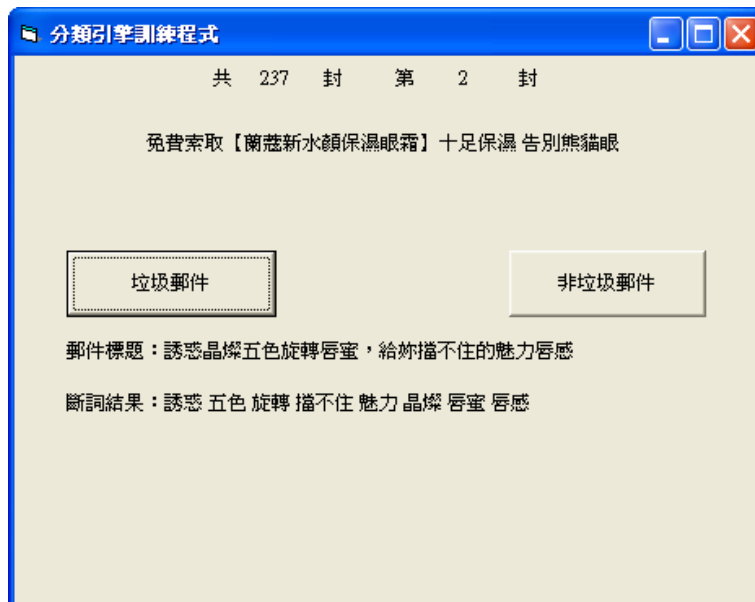 分類引擎訓練程式
共 237 封 第 2 封
免費索取【蘭蔻新水顏保濕眼霜】十足保濕 告別熊貓眼
垃圾郵件 非垃圾郵件
郵件標題：誘惑晶燦五色旋轉唇蜜，給妳擋不住的魅力唇感
斷詞結果：誘惑 五色 旋轉 擋不住 魅力 晶燦 唇蜜 唇感